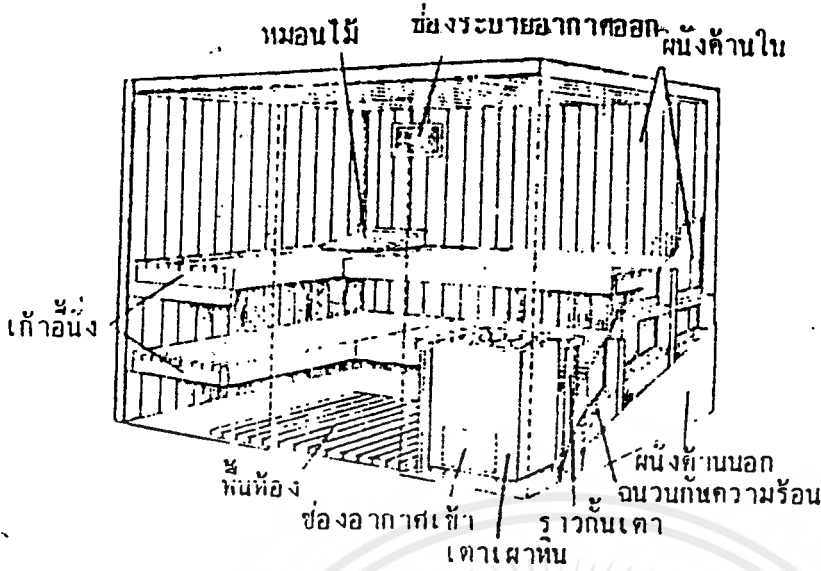 หมอนไม้
ช่องระบายอากาศออก
ผนังด้านใน
เก้าอี้นั่ง
ผนังด้านนอก
ฉนวนกันความร้อน
พื้นห้อง
ช่องอากาศเข้า
ราวกั้นเตา
เตาเผาหิน